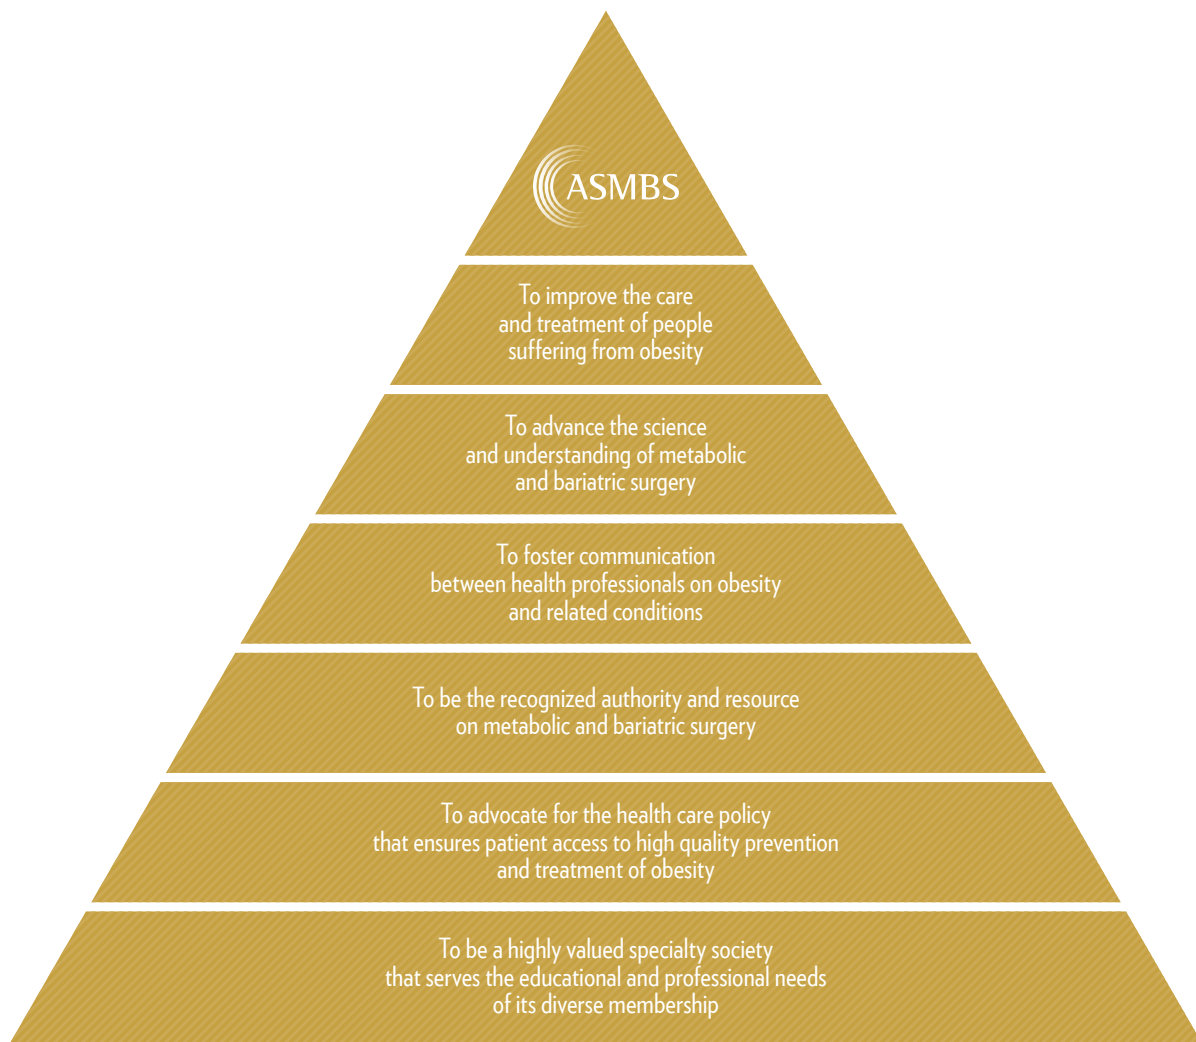 ASMBS
To improve the care
and treatment of people
suffering from obesity
To advance the science
and understanding of metabolic
and bariatric surgery
To foster communication
between health professionals on obesity
and related conditions
To be the recognized authority and resource
on metabolic and bariatric surgery
To advocate for the health care policy
that ensures patient access to high quality prevention
and treatment of obesity
To be a highly valued specialty society
that serves the educational and professional needs
of its diverse membership